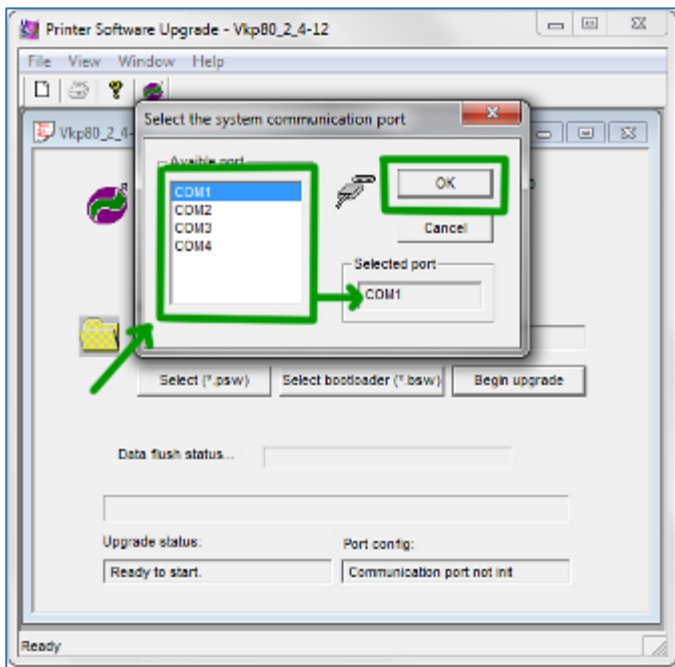 Printer Software Upgrade - Vkp80_2_4-12
File View Window Help
Vkp80_2_4-
Select the system communication port
Avaible port
COM1
COM2
COM3
COM4
OK
Cancel
Selected port
COM1
Select (*.psw) Select bootloader (*.bsw) Begin upgrade
Data flush status...
Upgrade status: Port config:
Ready to start. Communication port not init
Ready